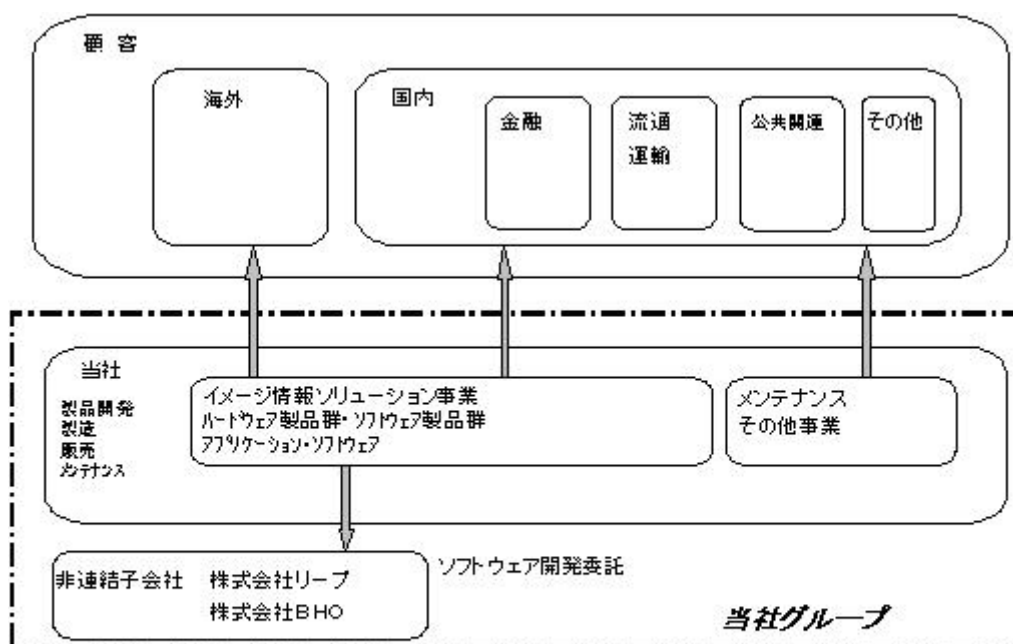 顧 客
海外
国内
金融
流通
運輸
公共関連
その他
当社
製品開発
製造
販売
メンテナンス
イメージ情報ソリューション事業
ハードウェア製品群・ソフトウェア製品群
アプリケーション・ソフトウェア
メンテナンス
その他事業
非連結子会社 株式会社リープ
株式会社BHO
ソフトウェア開発委託
当社グループ